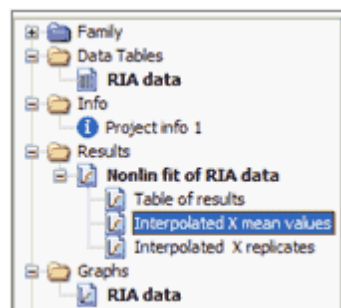 Family
Data Tables
RIA data
Info
Project info 1
Results
Nonlin fit of RIA data
Table of results
Interpolated X mean values
Interpolated X replicates
Graphs
RIA data